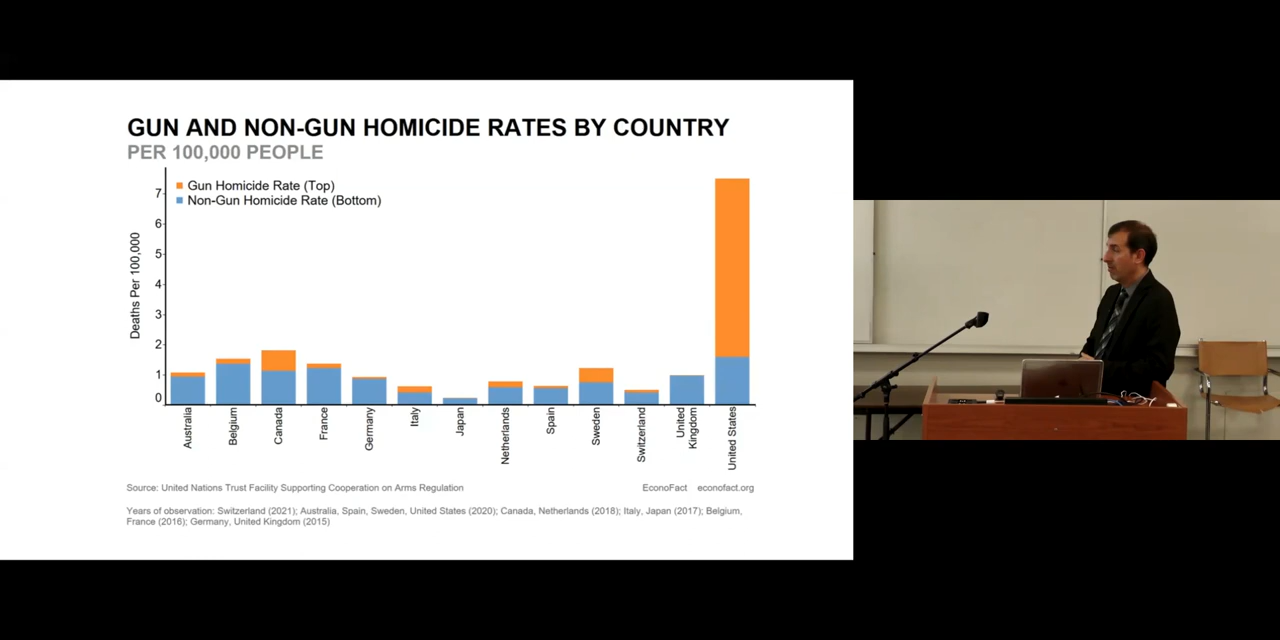 GUN AND NON-GUN HOMICIDE RATES BY COUNTRY
PER 100,000 PEOPLE
Gun Homicide Rate (Top)
Non-Gun Homicide Rate (Bottom)
Deaths Per 100,000
7
6
5
4
3
2
1
0
Australia
Belgium
Canada
France
Germany
Italy
Japan
Netherlands
Spain
Sweden
Switzerland
United
Kingdom
United States
Source: United Nations Trust Facility Supporting Cooperation on Arms Regulation
EconoFact econofact.org
Years of observation: Switzerland (2021); Australia, Spain, Sweden, United States (2020); Canada, Netherlands (2018); Italy, Japan (2017); Belgium,
France (2016); Germany, United Kingdom (2015)